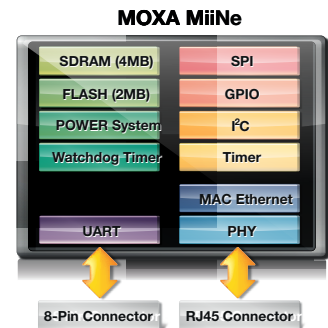 MOXA MiiNe
SDRAM (4MB)
FLASH (2MB)
POWER System
Watchdog Timer
UART
SPI
GPIO
I²C
Timer
MAC Ethernet
PHY
8-Pin Connector
RJ45 Connector